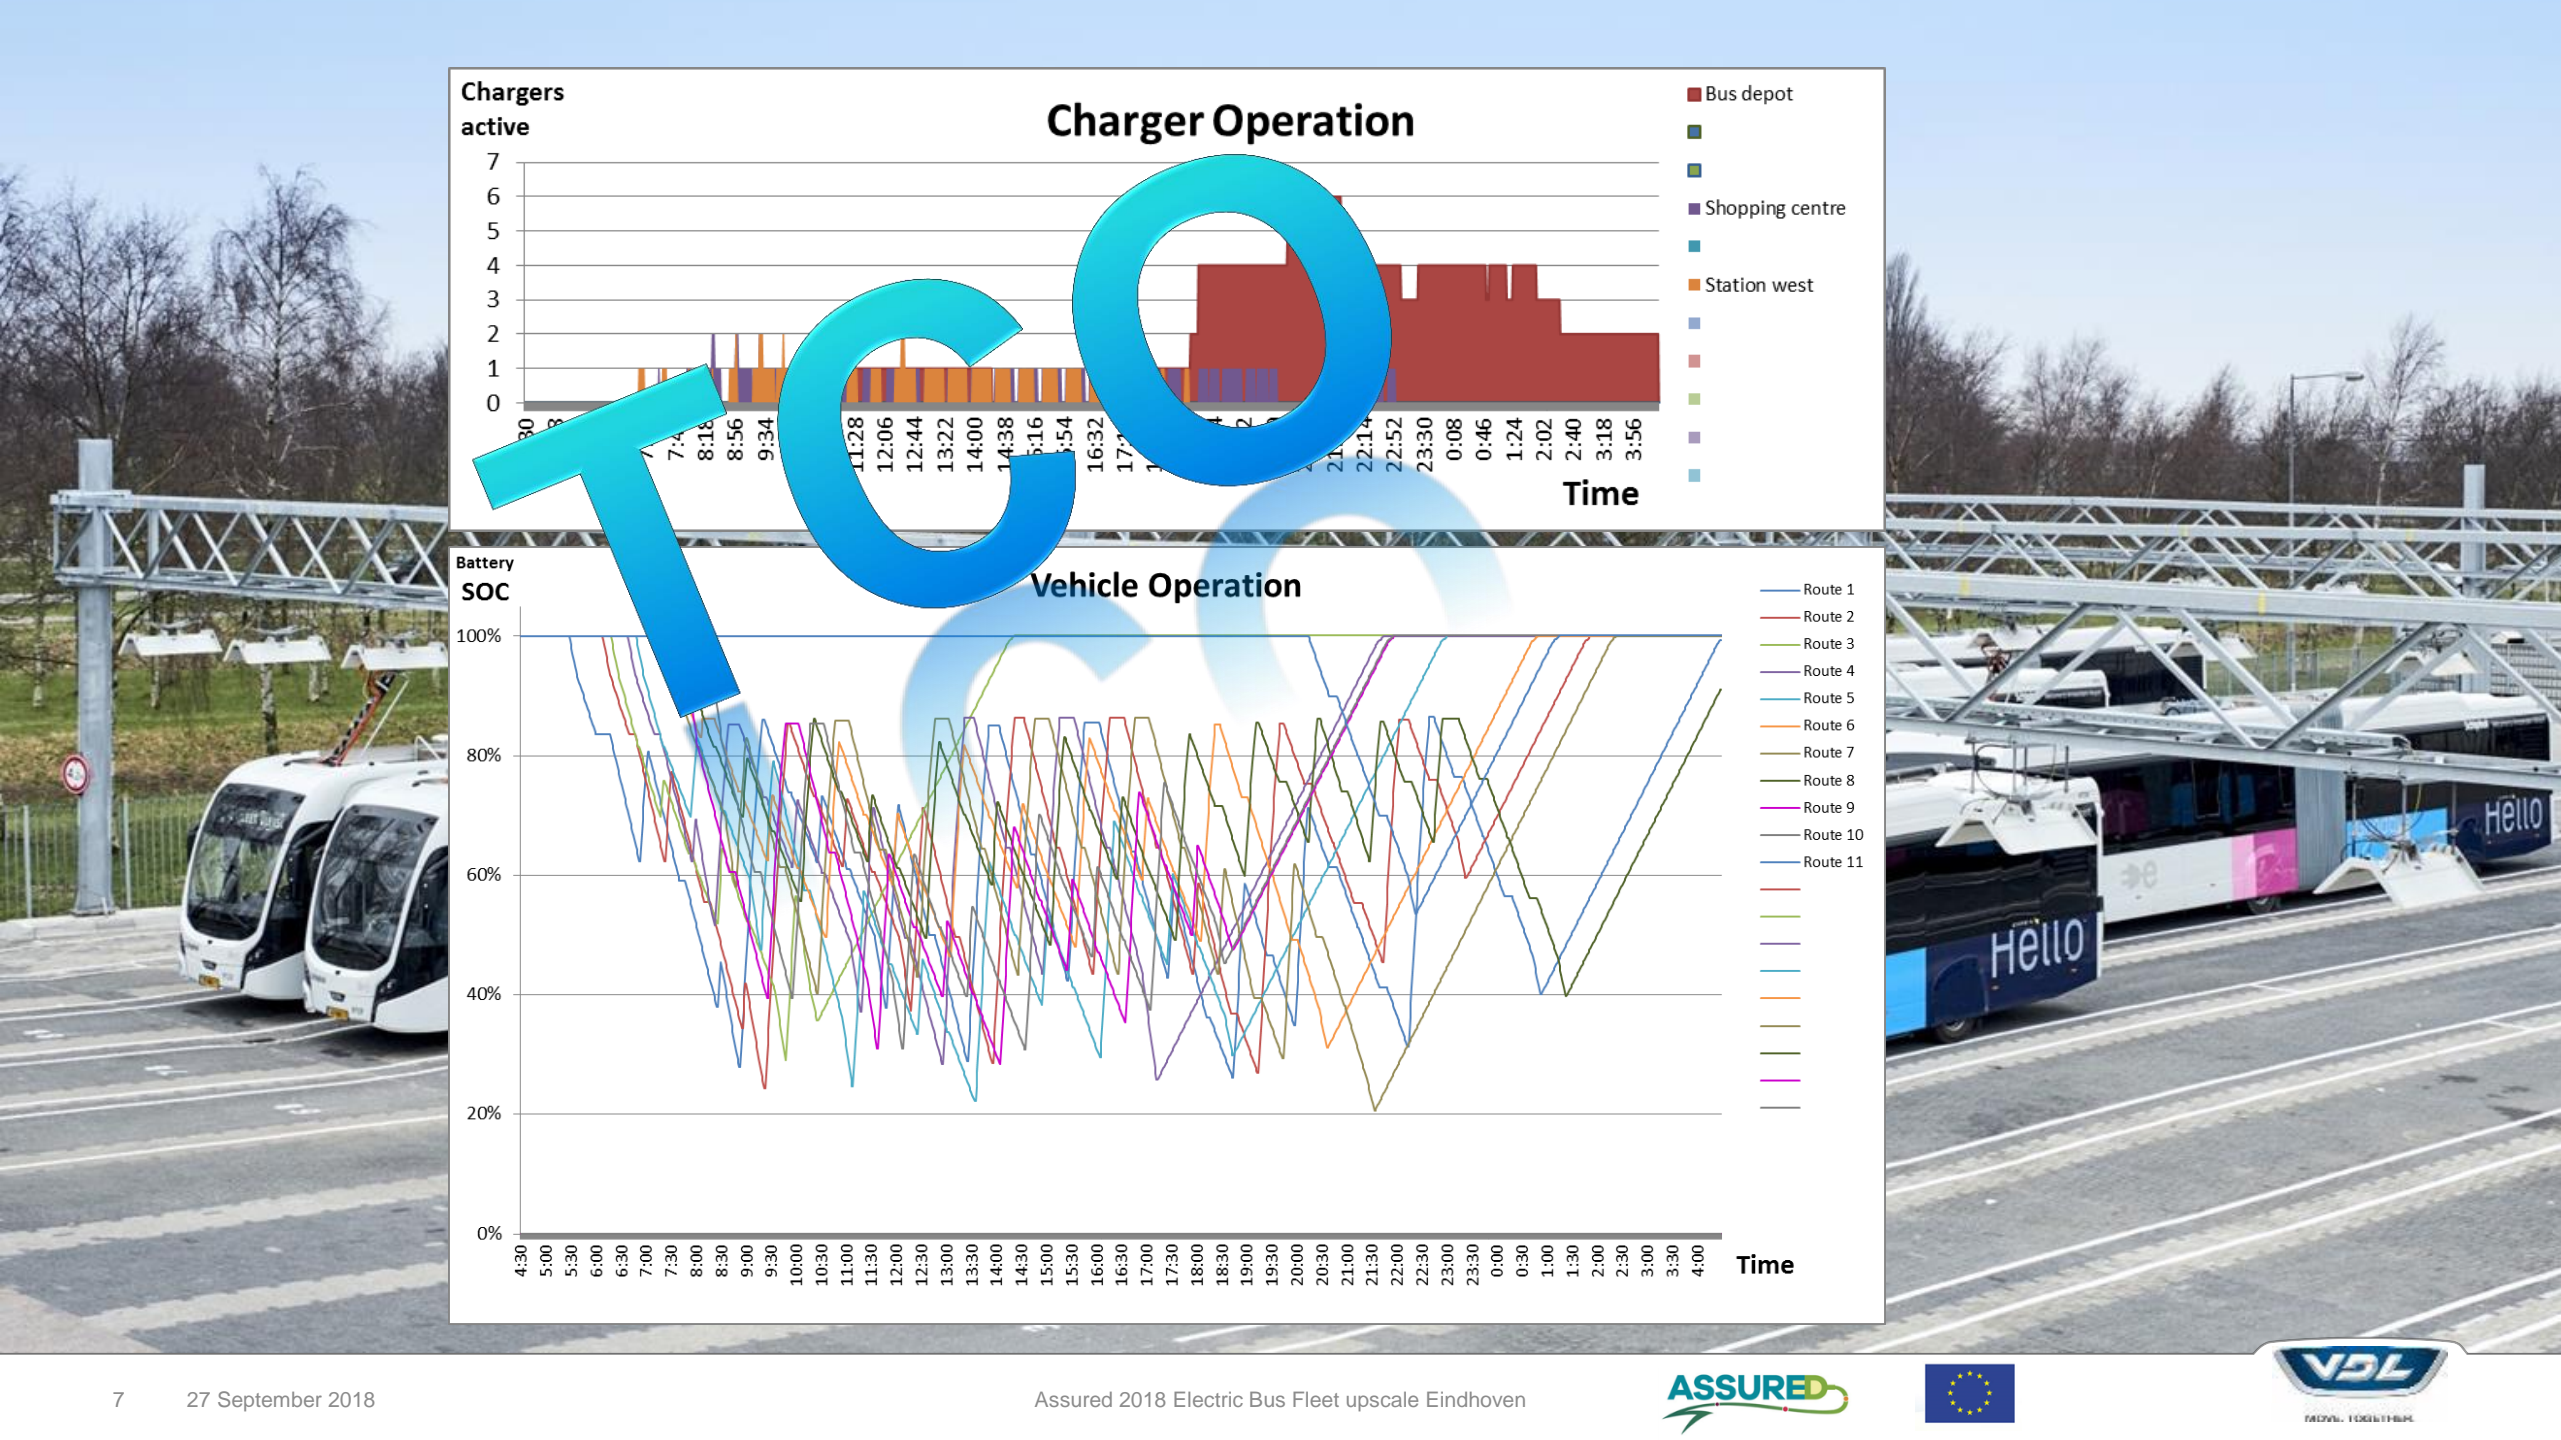 Chargers
active
Charger Operation
7
6
5
4
3
2
1
0
8:18
8:56
9:34
11:28
12:06
12:44
13:22
14:00
14:38
16:32
22:14
22:52
23:30
0:08
0:46
1:24
2:02
2:40
3:18
3:56
Time
Bus depot
Shopping centre
Station west
TCO
Battery
SOC
Vehicle Operation
100%
80%
60%
40%
20%
0%
4:30
5:00
5:30
6:00
6:30
7:00
7:30
8:00
8:30
9:00
9:30
10:00
10:30
11:00
11:30
12:00
12:30
13:00
13:30
14:00
14:30
15:00
15:30
16:00
16:30
17:00
17:30
18:00
18:30
19:00
19:30
20:00
20:30
21:00
21:30
22:00
22:30
23:00
23:30
0:00
0:30
1:00
1:30
2:00
2:30
3:00
3:30
4:00
Time
Route 1
Route 2
Route 3
Route 4
Route 5
Route 6
Route 7
Route 8
Route 9
Route 10
Route 11
Hello
Hello
7
27 September 2018
Assured 2018 Electric Bus Fleet upscale Eindhoven
ASSURED
VDL
MOVE TOGETHER